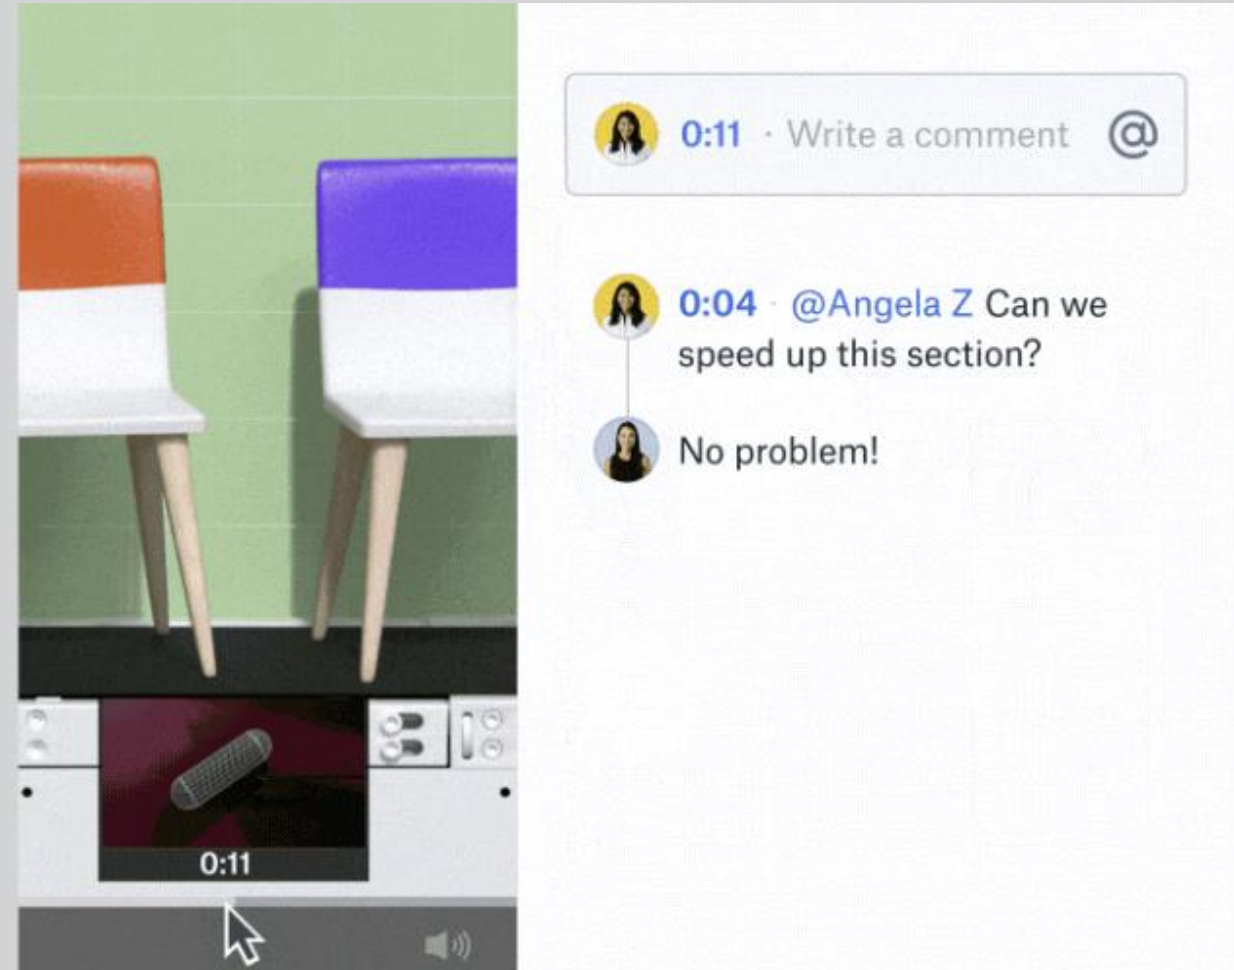 0:11 · Write a comment @
0:04 · @Angela Z Can we
speed up this section?
No problem!
0:11